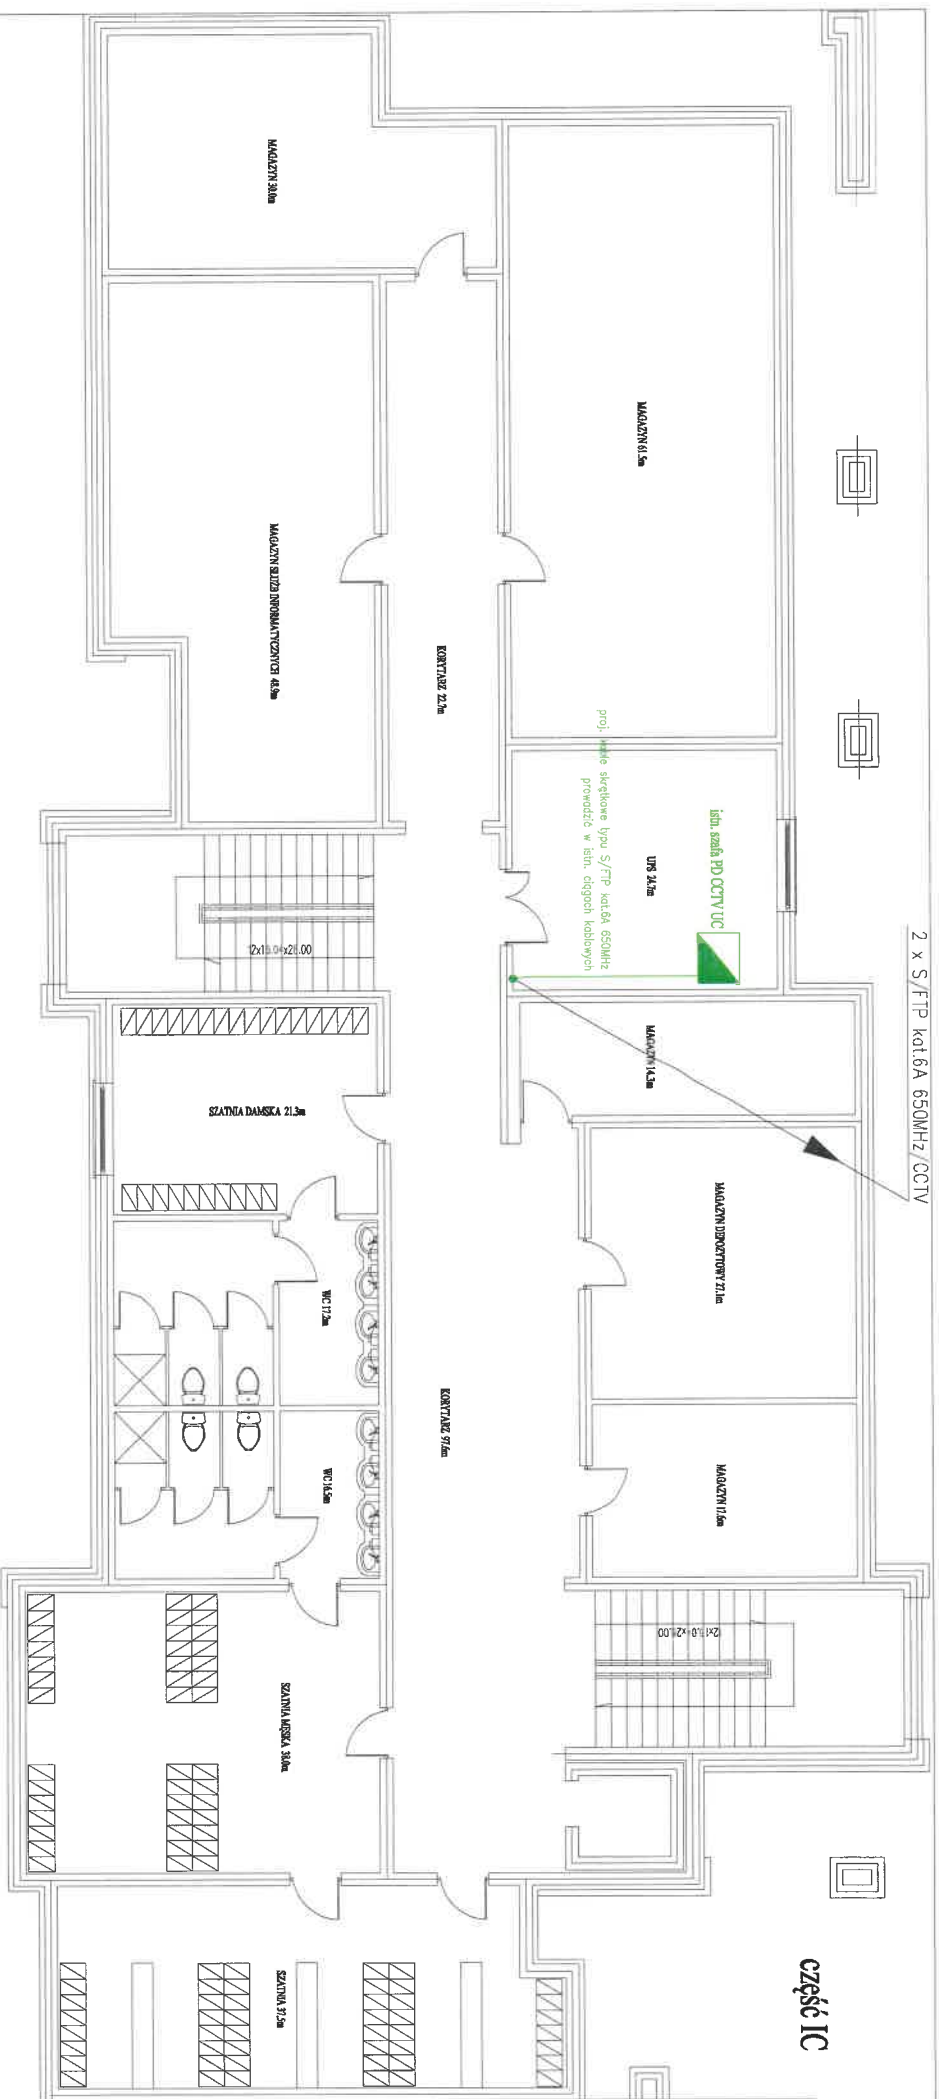 część IC
2 x S/FTP kat.6A 650MHz/CCTV
istn. szafa PD CCTV UC
proj. kable skrętkowe typu S/FTP kat.6A 650MHz
prowadzić w istn. ciągach kablowych
MAGAZYN 30.0m
MAGAZYN 61.5m
MAGAZYN SŁUŻB INFORMATYCZNYCH 48.9m
KORYTARZ 22.7m
UPS 24.7m
MAGAZYN 14.3m
MAGAZYN DEPOZYTOWY 27.1m
MAGAZYN 17.6m
SZATNIA DAMSKA 21.3m
WC 17.2m
WC 16.5m
KORYTARZ 97.6m
SZATNIA MĘSKA 38.0m
SZATNIA 37.5m